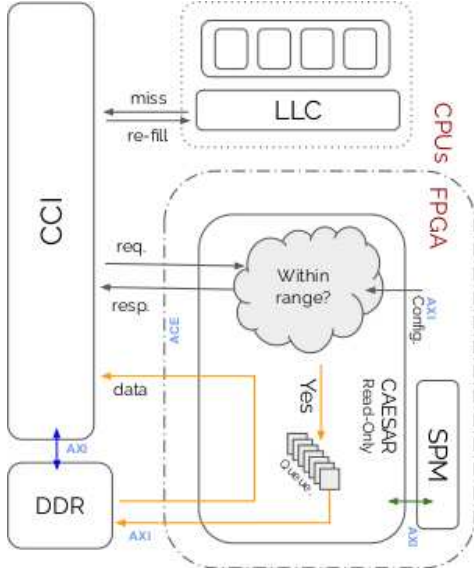 miss
re-fill
LLC
CPUs
FPGA
CCI
req.
resp.
Within
range?
AXI
Config.
ACE
data
Yes
CAESAR
Read-Only
Queue
SPM
AXI
DDR
AXI
AXI